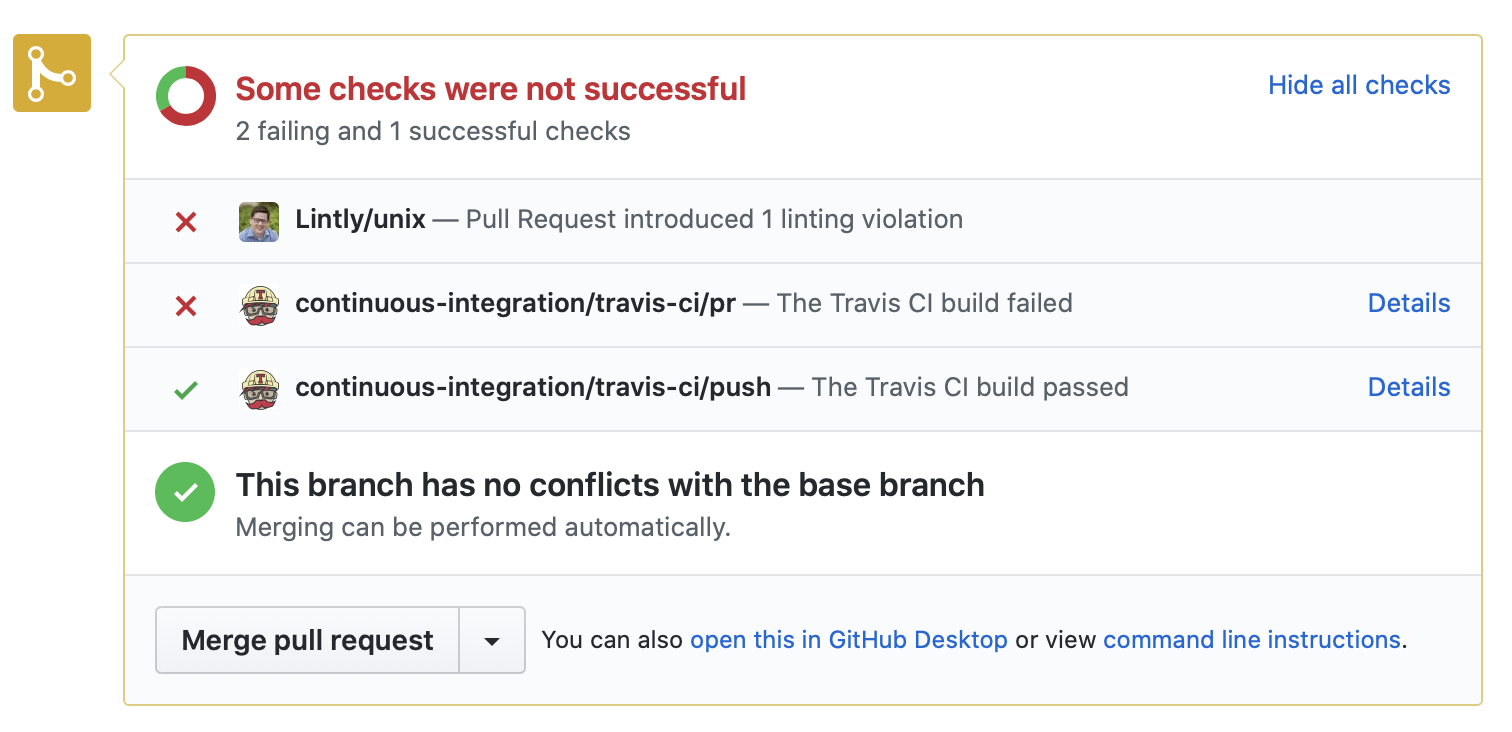 Some checks were not successful
Hide all checks
2 failing and 1 successful checks
Lintly/unix — Pull Request introduced 1 linting violation
continuous-integration/travis-ci/pr — The Travis CI build failed
Details
continuous-integration/travis-ci/push — The Travis CI build passed
Details
This branch has no conflicts with the base branch
Merging can be performed automatically.
Merge pull request
You can also open this in GitHub Desktop or view command line instructions.